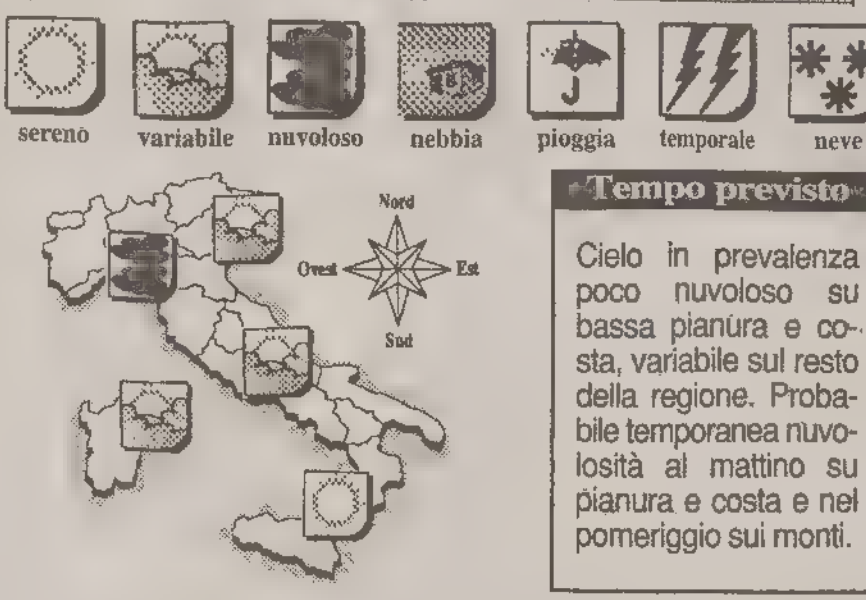 sereno variabile nuvoloso nebbia pioggia temporale neve
Nord
Ovest Est
Sud
Tempo previsto
Cielo in prevalenza
poco nuvoloso su
bassa pianura e co-
sta, variabile sul resto
della regione. Proba-
bile temporanea nuvo-
losità al mattino su
pianura e costa e nel
pomeriggio sui monti.